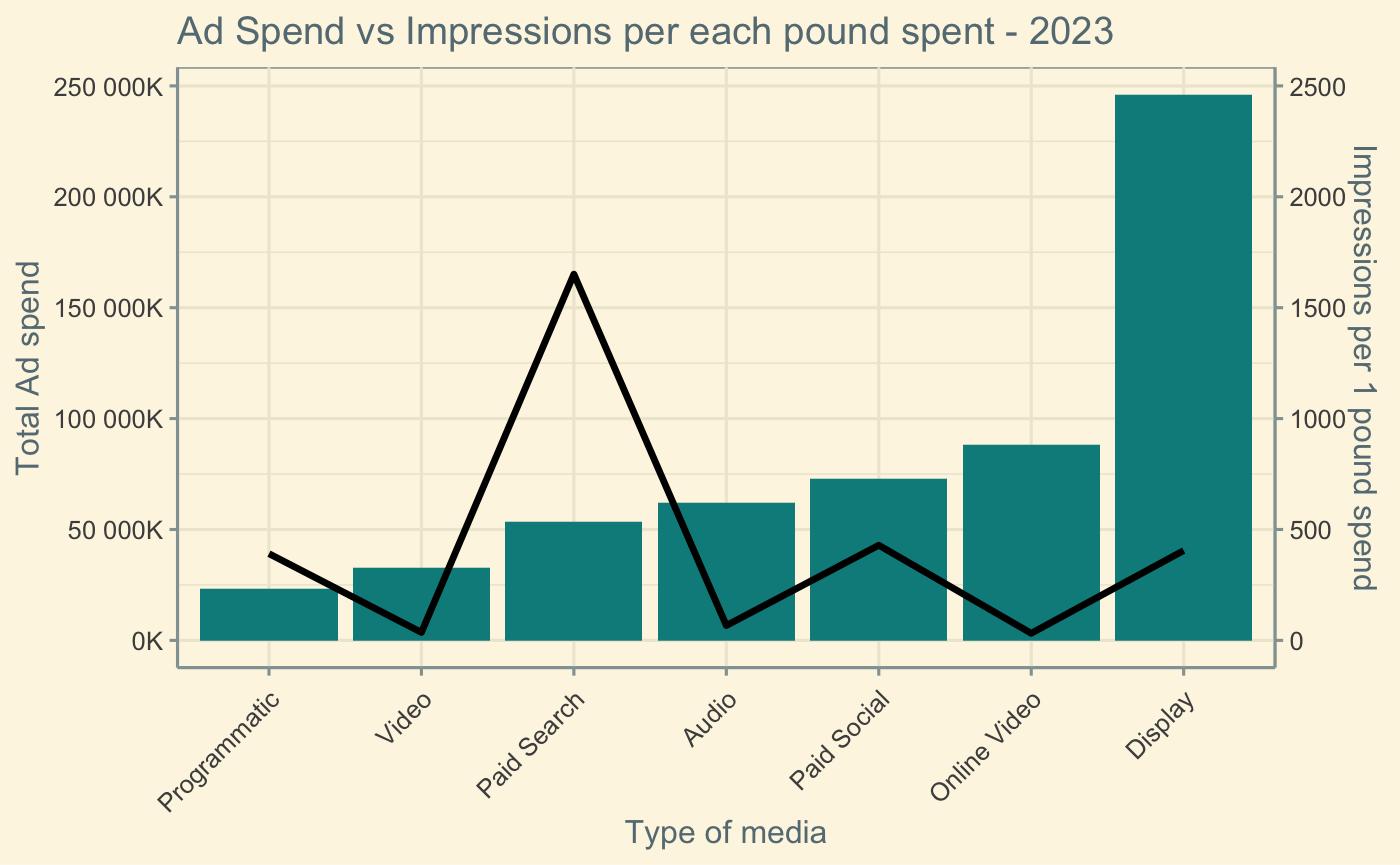 Ad Spend vs Impressions per each pound spent - 2023
Total Ad spend
250 000K
200 000K
150 000K
100 000K
50 000K
0K
2500
2000
1500
1000
500
0
Impressions per 1 pound spend
Programmatic
Video
Paid Search
Audio
Paid Social
Online Video
Display
Type of media